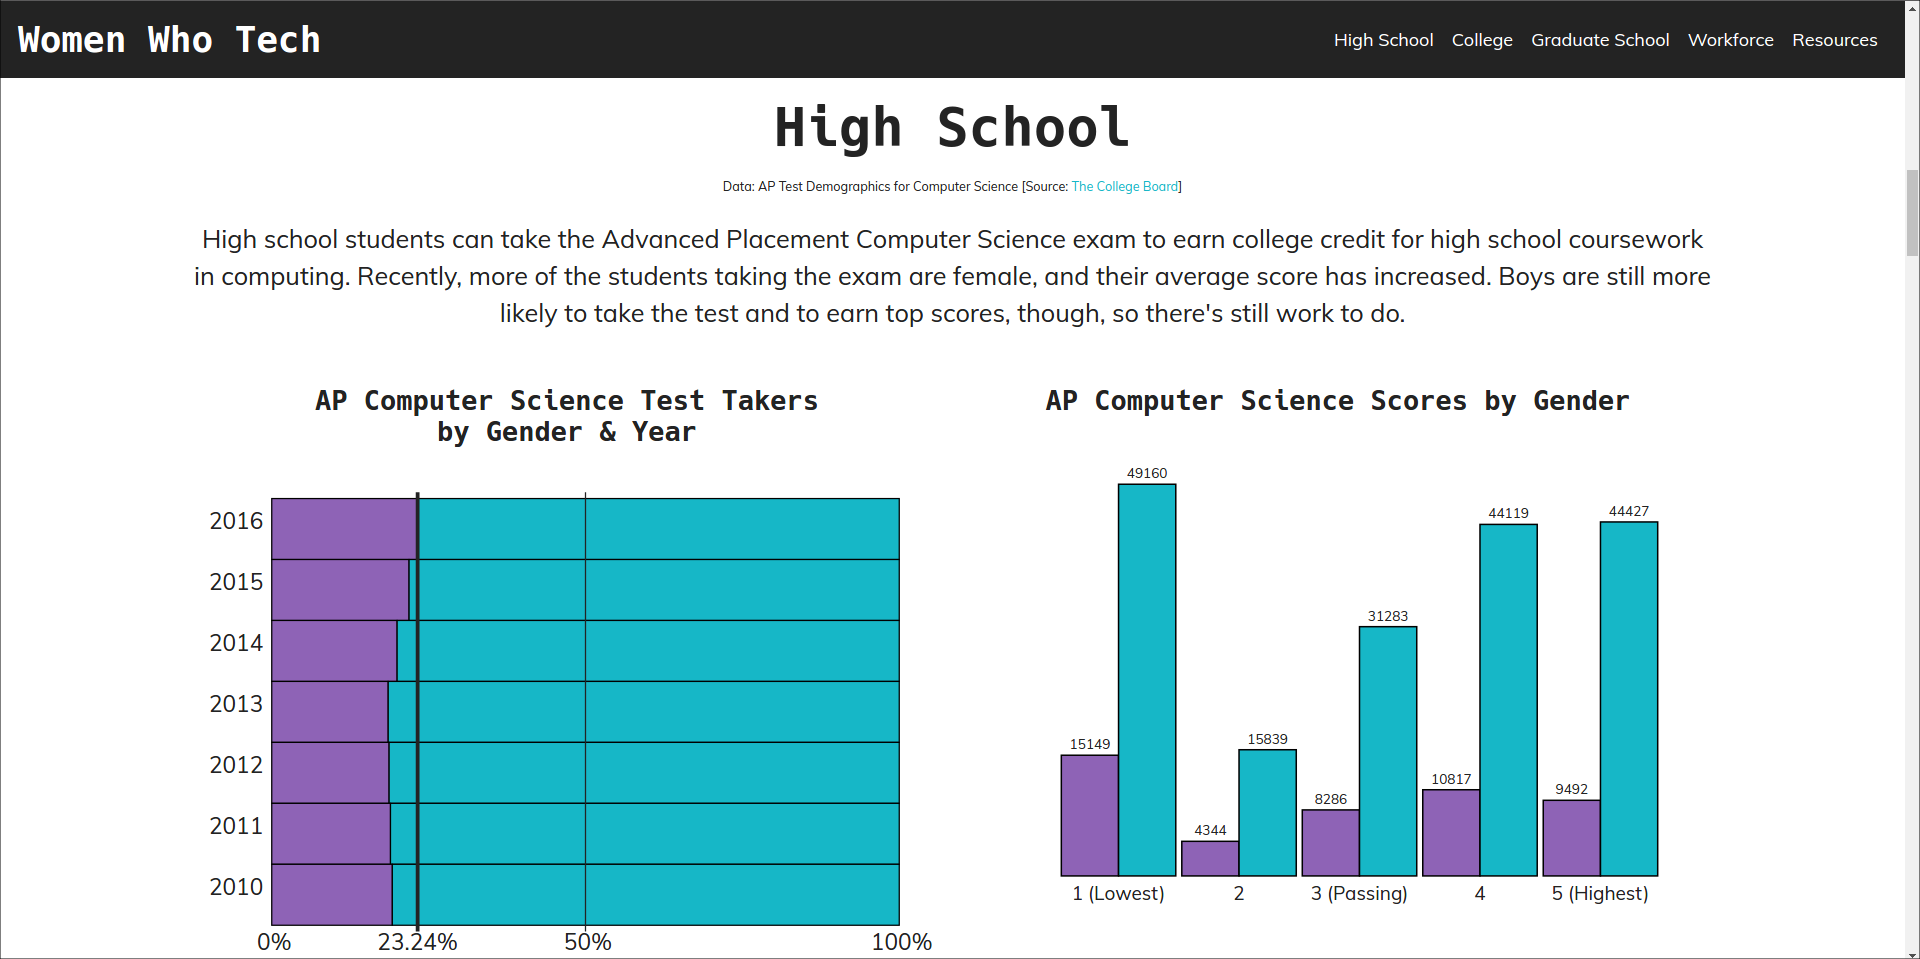 Women Who Tech
High School College Graduate School Workforce Resources
High School
Data: AP Test Demographics for Computer Science [Source: The College Board]
High school students can take the Advanced Placement Computer Science exam to earn college credit for high school coursework
in computing. Recently, more of the students taking the exam are female, and their average score has increased. Boys are still more
likely to take the test and to earn top scores, though, so there's still work to do.
AP Computer Science Test Takers
by Gender & Year
2016
2015
2014
2013
2012
2011
2010
0% 23.24% 50% 100%
AP Computer Science Scores by Gender
15149 49160
4344 15839
8286 31283
10817 44119
9492 44427
1 (Lowest) 2 3 (Passing) 4 5 (Highest)